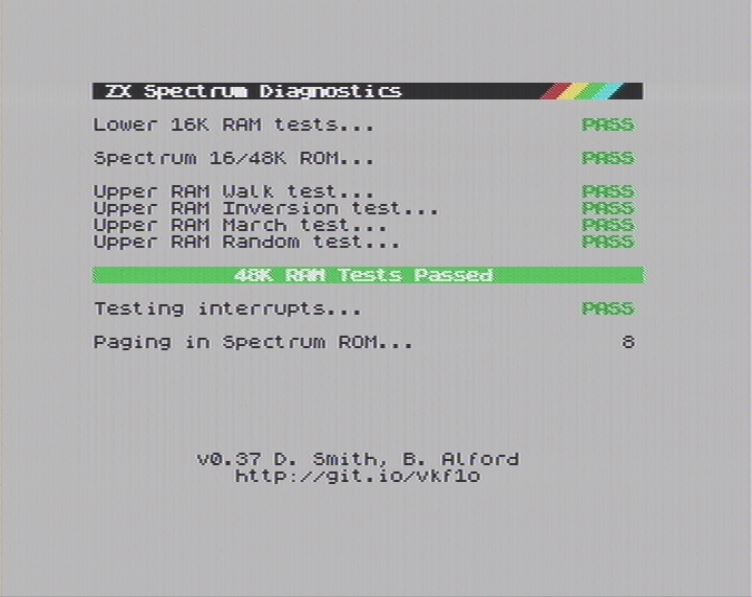 ZX Spectrum Diagnostics
Lower 16K RAM tests... PASS
Spectrum 16/48K ROM... PASS
Upper RAM Walk test... PASS
Upper RAM Inversion test... PASS
Upper RAM March test... PASS
Upper RAM Random test... PASS
48K RAM Tests Passed
Testing interrupts... PASS
Paging in Spectrum ROM... 8
v0.37 D. Smith, B. Alford
http://git.io/vkf1o